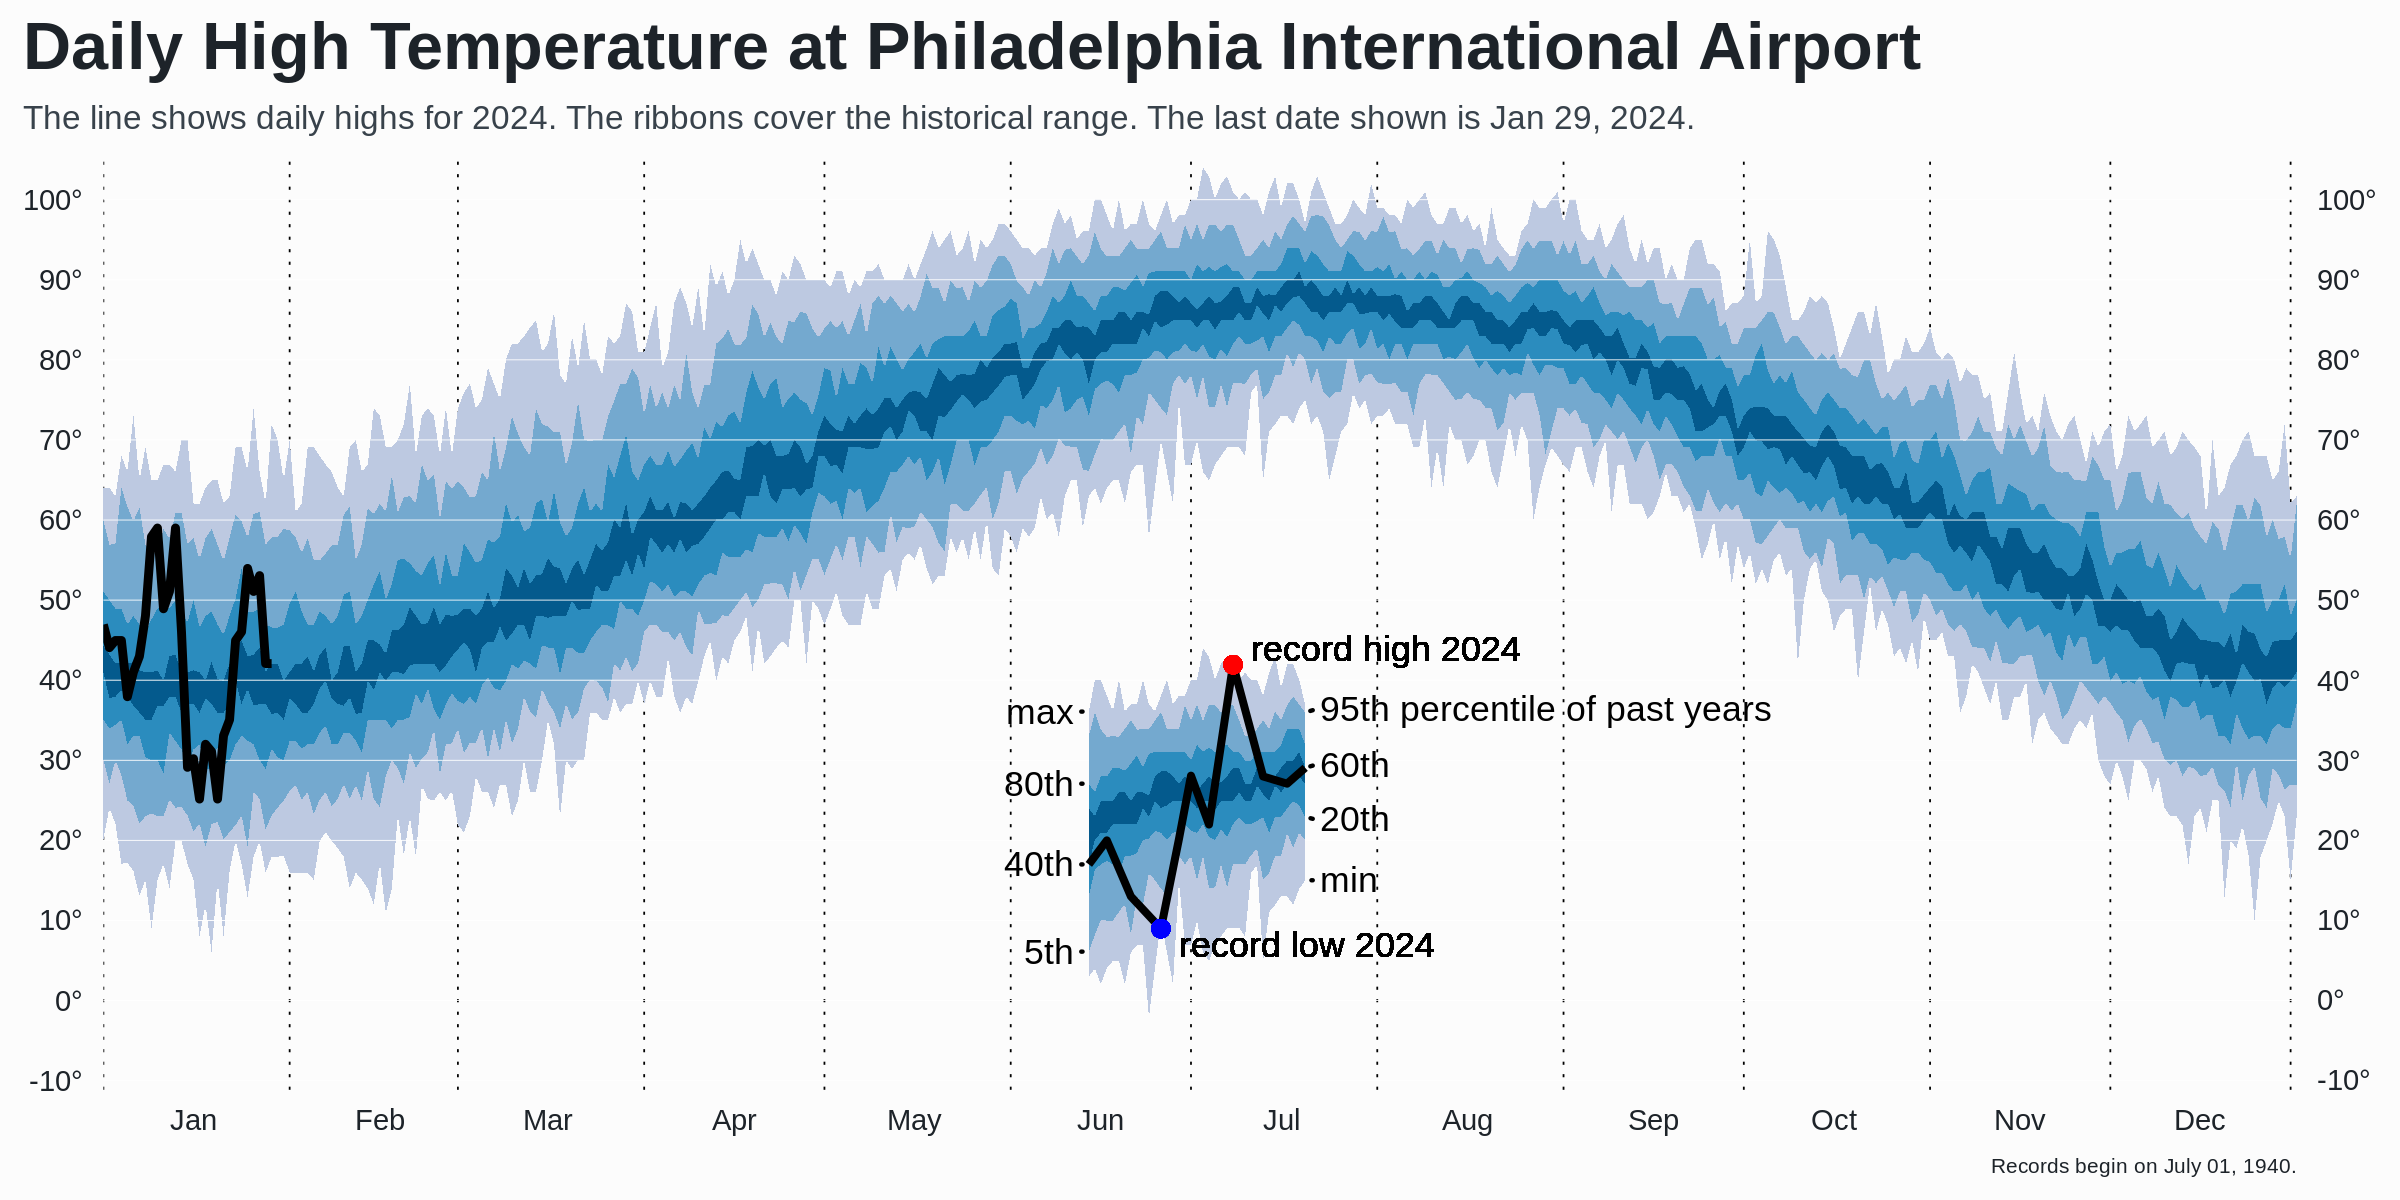 Daily High Temperature at Philadelphia International Airport
The line shows daily highs for 2024. The ribbons cover the historical range. The last date shown is Jan 29, 2024.
100° 100°
90° 90°
80° 80°
70° 70°
60° 60°
50° 50°
record high 2024
40° 40°
max 95th percentile of past years
30° 60th 30°
80th
20° 20th 20°
40th min
10° 10°
5th record low 2024
0° 0°
-10° -10°
Jan Feb Mar Apr May Jun Jul Aug Sep Oct Nov Dec
Records begin on July 01, 1940.